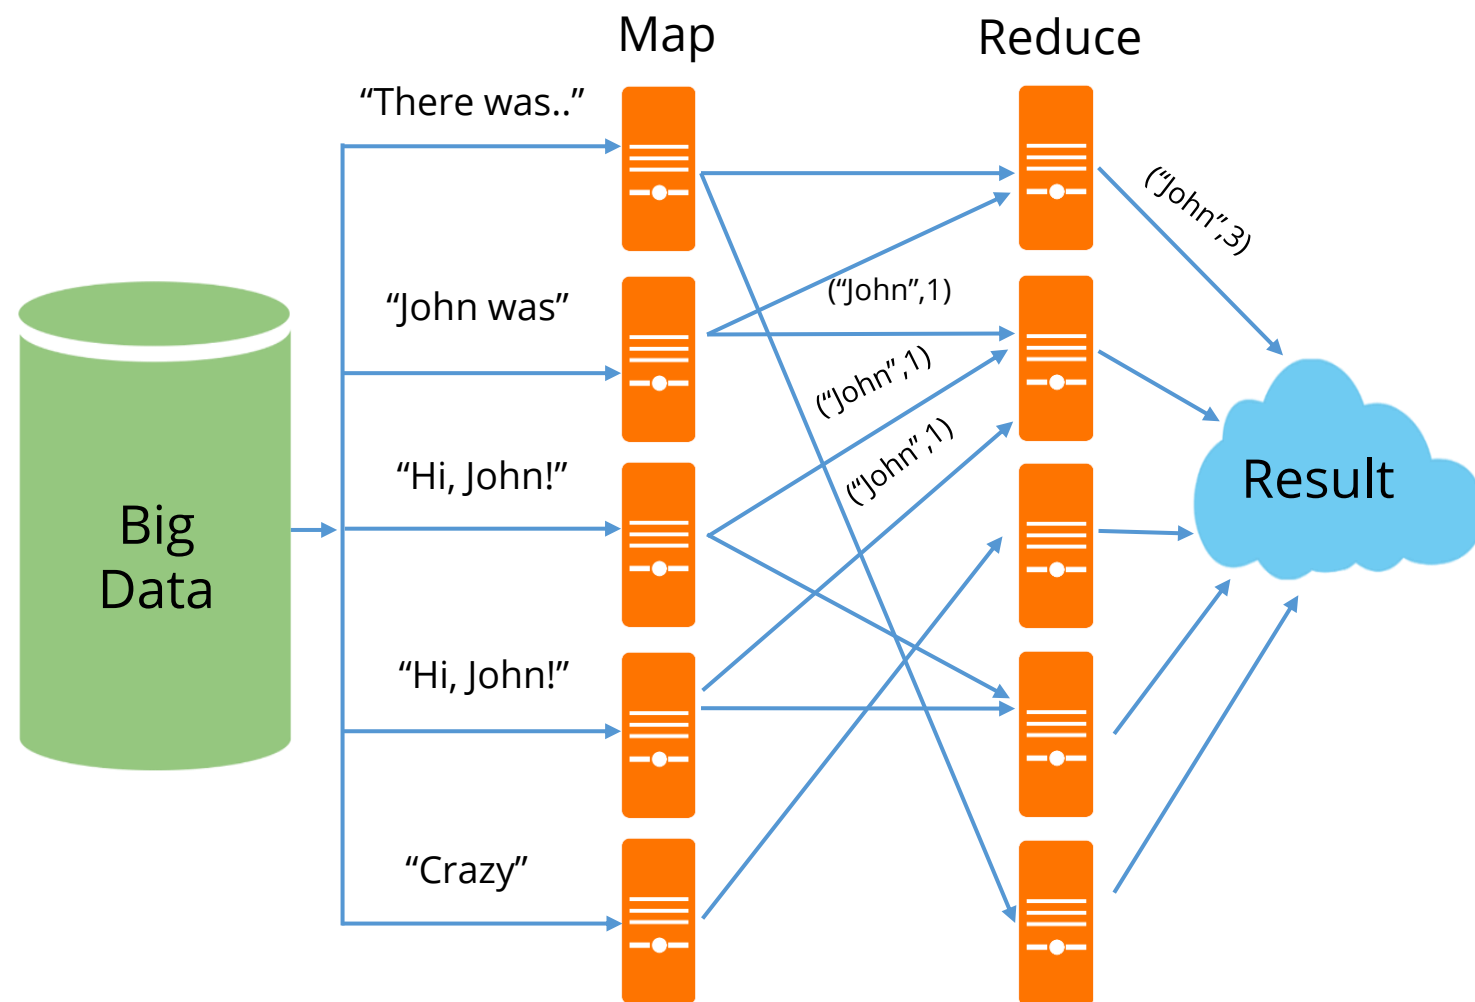 Map
Reduce
“There was..”
“John was”
“Hi, John!”
“Hi, John!”
“Crazy”
Big
Data
(“John”,1)
(“John”,1)
(“John”,1)
(“John”,3)
Result